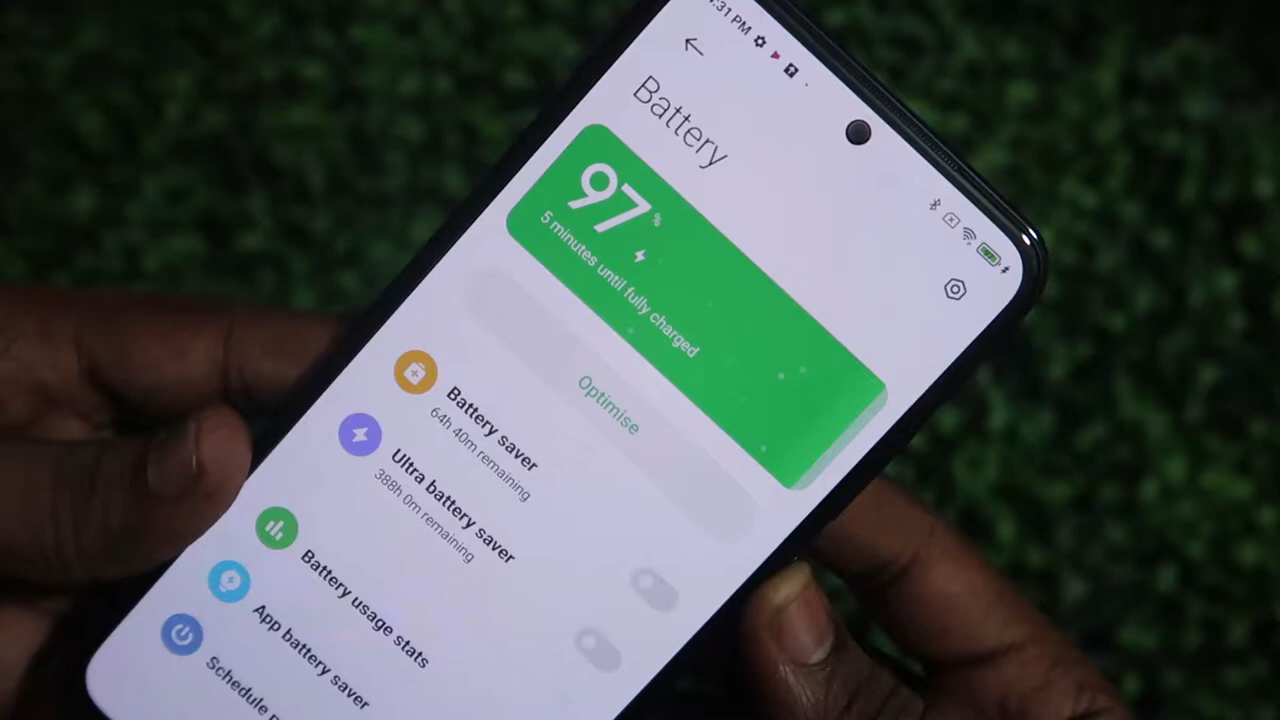 :31 PM
Battery
97%
5 minutes until fully charged
Optimise
Battery saver
64h 40m remaining
Ultra battery saver
388h 0m remaining
Battery usage stats
App battery saver
Schedule